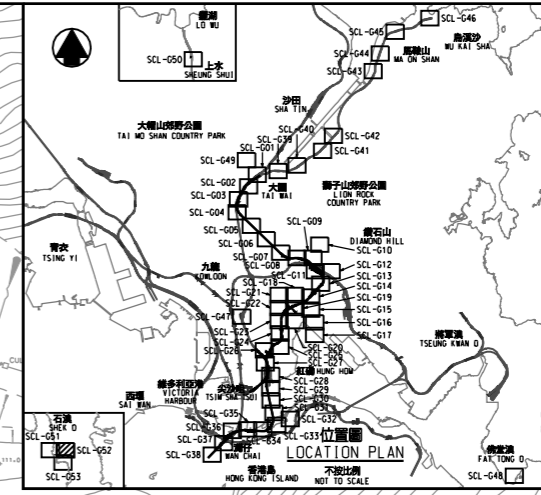 羅湖
LO WU
SCL-G50
上水
SHEUNG SHUI
SCL-G46
SCL-G45
烏溪沙
WU KAI SHA
SCL-G44
馬鞍山
MA ON SHAN
SCL-G43
沙田
SHA TIN
大帽山郊野公園
TAI MO SHAN COUNTRY PARK
SCL-G40
SCL-G39
SCL-G42
SCL-G01
SCL-G41
SCL-G49
SCL-G02
大圍
TAI WAI
獅子山郊野公園
LION ROCK
COUNTRY PARK
SCL-G03
SCL-G04
SCL-G09
SCL-G05
鑽石山
DIAMOND HILL
SCL-G06
SCL-G10
青衣
TSING YI
SCL-G07
SCL-G08
SCL-G12
九龍
KOWLOON
SCL-G11
SCL-G13
SCL-G18
SCL-G14
SCL-G21
SCL-G19
SCL-G22
SCL-G15
SCL-G47
SCL-G16
SCL-G23
SCL-G17
將軍澳
TSEUNG KWAN O
SCL-G24
SCL-G20
SCL-G26
SCL-G27
紅磡
HUNG HOM
SCL-G28
維多利亞港
VICTORIA
HARBOUR
尖沙咀
TSIM SHA TSUI
SCL-G29
西環
SAI WAN
SCL-G30
SCL-G31
SCL-G35
SCL-G32
石澳
SHEK O
SCL-G36
SCL-G34
SCL-G33
SCL-G51
SCL-G37
灣仔
WAN CHAI
位置圖
LOCATION PLAN
SCL-G52
SCL-G38
香港島
HONG KONG ISLAND
不按比例
NOT TO SCALE
佛堂澳
FAT TONG O
SCL-G53
SCL-G48